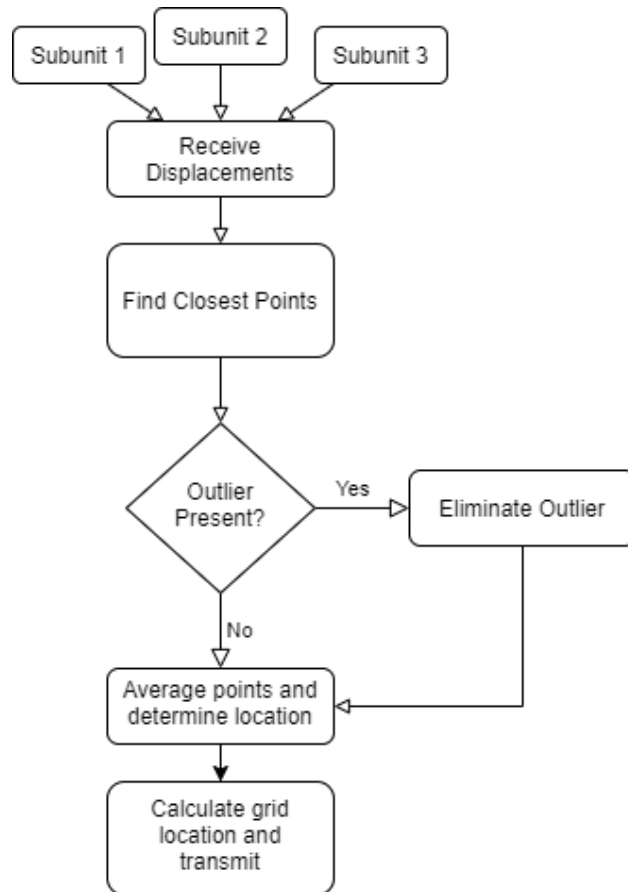 Subunit 1
Subunit 2
Subunit 3
Receive
Displacements
Find Closest Points
Outlier
Present?
Yes
Eliminate Outlier
No
Average points and
determine location
Calculate grid
location and
transmit